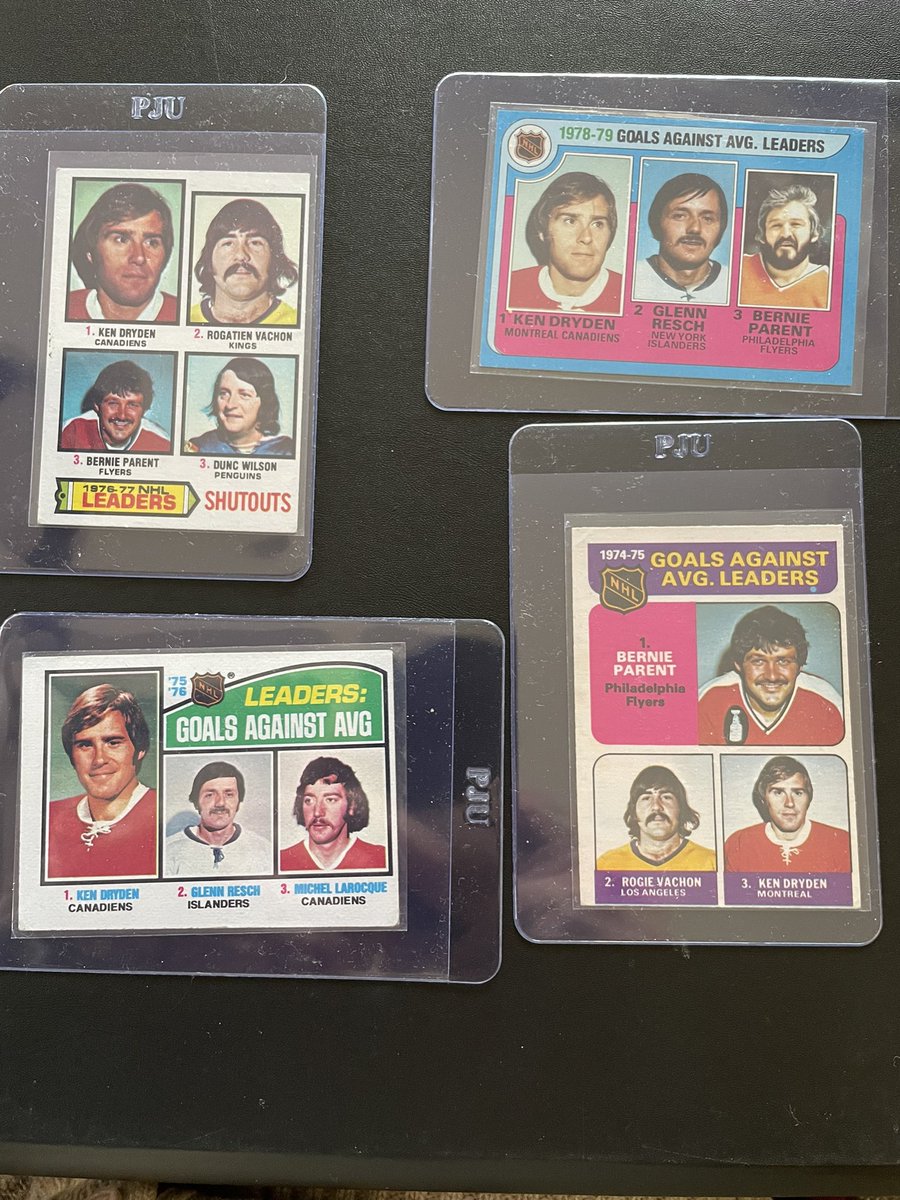 PJU
1. KEN DRYDEN
CANADIENS
2. ROGATIEN VACHON
KINGS
3. BERNIE PARENT
FLYERS
3. DUNC WILSON
PENGUINS
1976-77 NHL
LEADERS
SHUTOUTS
NHL
1978-79 GOALS AGAINST AVG. LEADERS
1 KEN DRYDEN
MONTREAL CANADIENS
2 GLENN
RESCH
NEW YORK
ISLANDERS
3 BERNIE
PARENT
PHILADELPHIA
FLYERS
'75
'76
NHL
®
LEADERS:
GOALS AGAINST AVG
1. KEN DRYDEN
CANADIENS
2. GLENN RESCH
ISLANDERS
3. MICHEL LAROCQUE
CANADIENS
PJU
PJU
1974-75
NHL
GOALS AGAINST
AVG. LEADERS
1.
BERNIE
PARENT
Philadelphia
Flyers
2. ROGIE VACHON
LOS ANGELES
3. KEN DRYDEN
MONTREAL